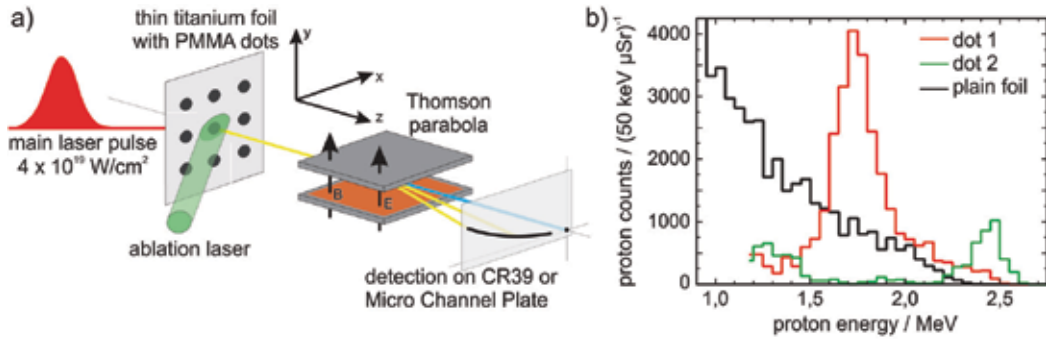 a)
thin titanium foil
with PMMA dots
main laser pulse
4 x 10¹⁹ W/cm²
ablation laser
y
x
z
Thomson
parabola
B
E
detection on CR39 or
Micro Channel Plate
b)
proton counts / (50 keV µSr)⁻¹
4000
3000
2000
1000
0
dot 1
dot 2
plain foil
1,0
1,5
2,0
2,5
proton energy / MeV